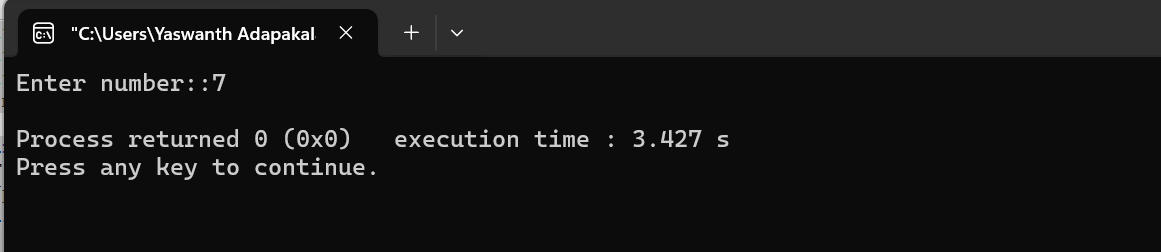 "C:\Users\Yaswanth Adapakal
Enter number::7
Process returned 0 (0x0)   execution time : 3.427 s
Press any key to continue.